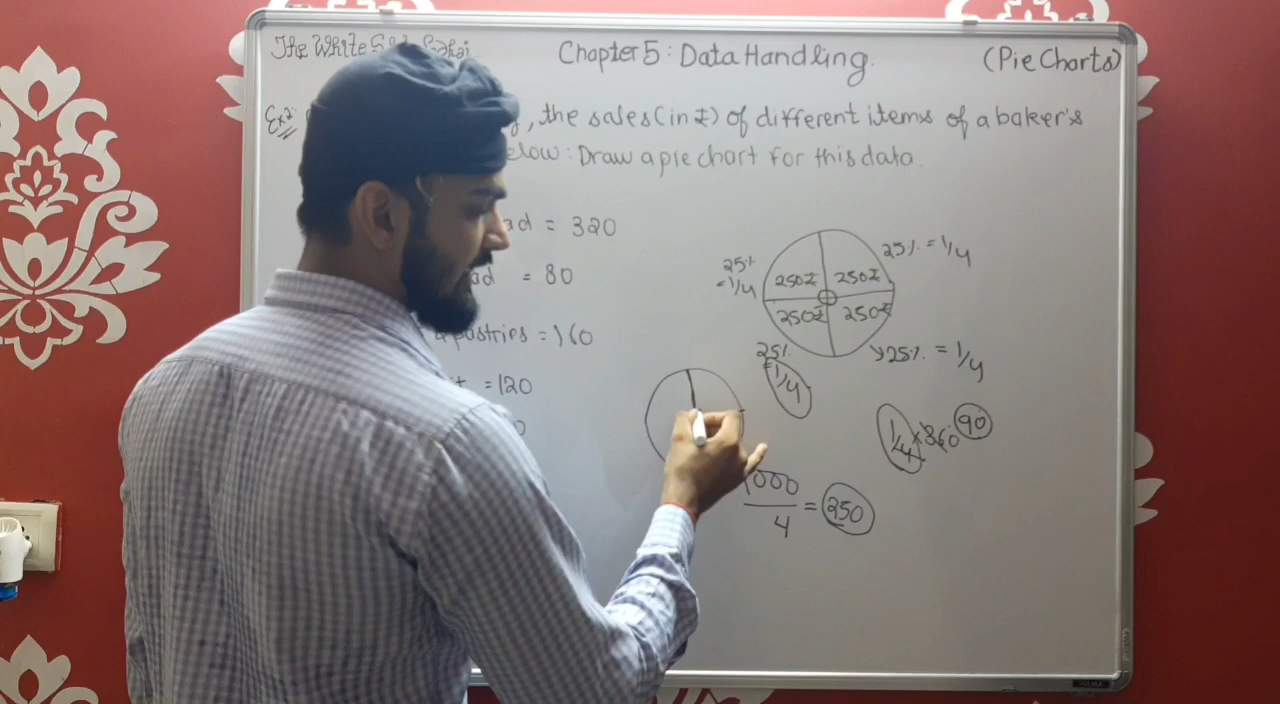 The White
Chapter 5 : Data Handling.
(Pie Charts)
Ex2:
, the sales (in ₹) of different items of a baker's
elow : Draw a pie chart for this data.
ad = 320
ad = 80
pastries = 160
= 120
0
25% = 1/4
25% = 1/4
250₹ 250₹
250₹ 250₹
25% = 1/4
25% = 1/4
1/4 × 360 90
1000/4 = 250